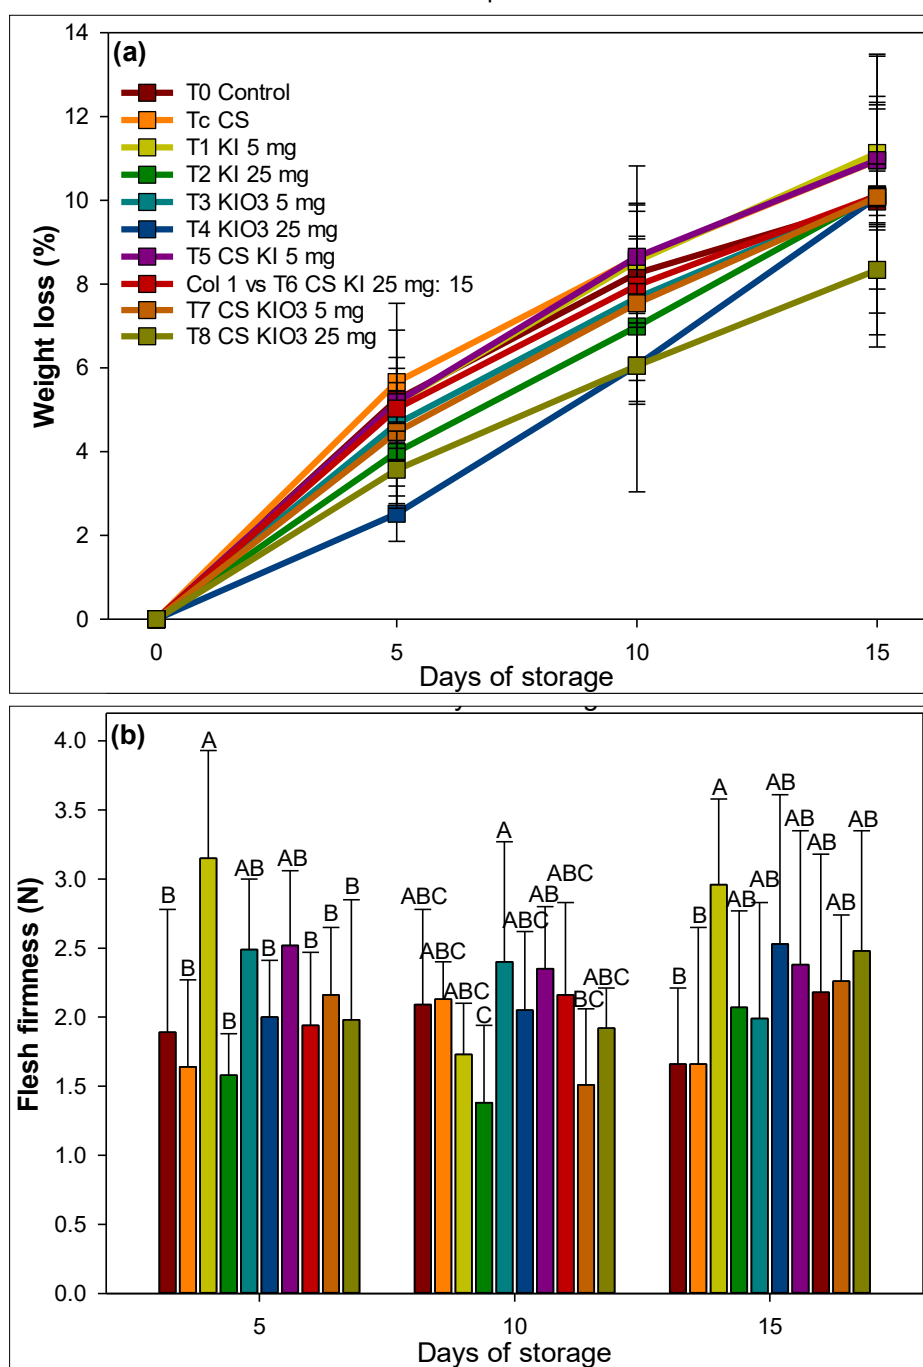 14
(a)
12
10
8
6
4
2
0
Weight loss (%)
T0 Control
Tc CS
T1 KI 5 mg
T2 KI 25 mg
T3 KIO3 5 mg
T4 KIO3 25 mg
T5 CS KI 5 mg
Col 1 vs T6 CS KI 25 mg: 15
T7 CS KIO3 5 mg
T8 CS KIO3 25 mg
0 5 10 15
Days of storage
(b)
4.0
3.5
3.0
2.5
2.0
1.5
1.0
0.5
0.0
Flesh firmness (N)
B B A B AB B AB B B B
ABC ABC ABC C A ABC AB ABC BC ABC
B B A AB AB AB AB AB AB AB
5 10 15
Days of storage